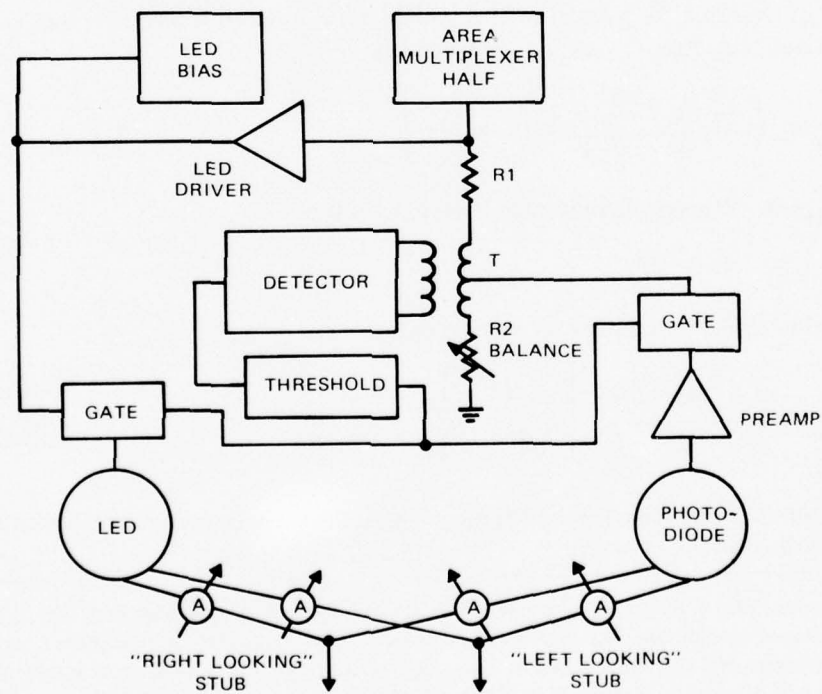 LED
BIAS
AREA
MULTIPLEXER
HALF
LED
DRIVER
R1
T
DETECTOR
R2
BALANCE
GATE
THRESHOLD
GATE
PREAMP
LED
PHOTO-
DIODE
A
A
A
A
"RIGHT LOOKING"
STUB
"LEFT LOOKING"
STUB